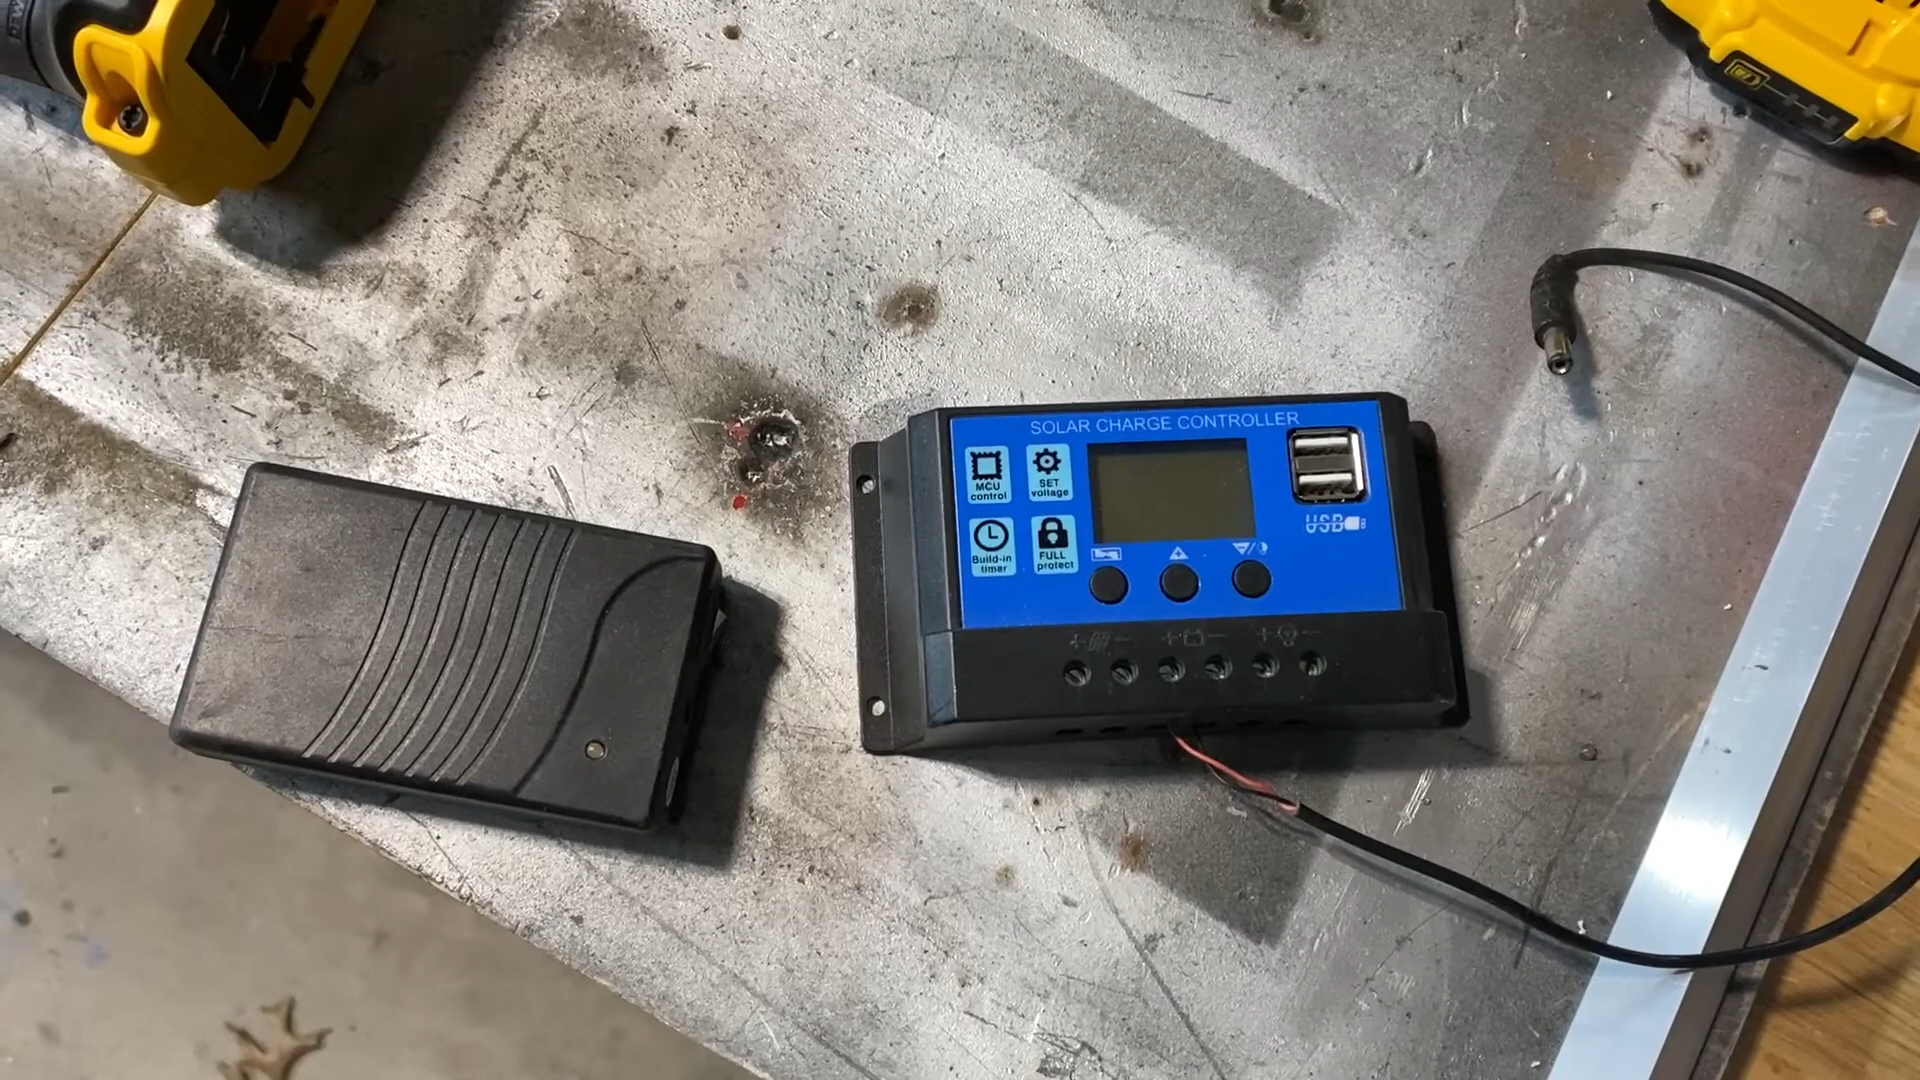 SOLAR CHARGE CONTROLLER
MCU
control
SET
voltage
Build-in
timer
FULL
protect
USB